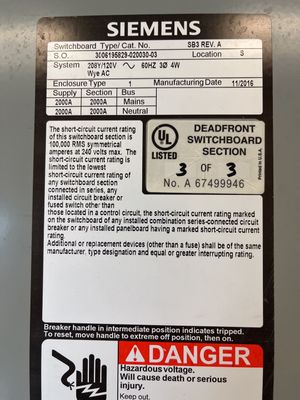 SIEMENS
Switchboard Type/ Cat. No. SB3 REV. A
S.O. 3006195829-020030-03 Location S
System 208Y/120V 60HZ 3Ø 4W
Wye AC
Enclosure Type 1 Manufacturing Date 11/2016
Supply Section Bus
2000A 2000A Mains
2000A 2000A Neutral
The short-circuit current rating
of this switchboard section is
100,000 RMS symmetrical
amperes at 240 volts max. The
short-circuit current rating is
limited to the lowest
short-circuit current rating of
any switchboard section
connected in series, any
installed circuit breaker or
fused switch other than
those located in a control circuit, the short-circuit current rating marked
on the switchboard of any installed combination series-connected circuit
breaker or any installed panelboard having a marked short-circuit current
rating.
Additional or replacement devices (other than a fuse) shall be of the same
manufacturer, type designation and equal or greater interrupting rating.
UL
LISTED
DEADFRONT
SWITCHBOARD
SECTION
3 OF 3
No. A 67499946
Printed in U.S.A.
Breaker handle in intermediate position indicates tripped.
To reset, move handle to extreme off position, then on.
DANGER
Hazardous voltage.
Will cause death or serious
injury.
Keep out.